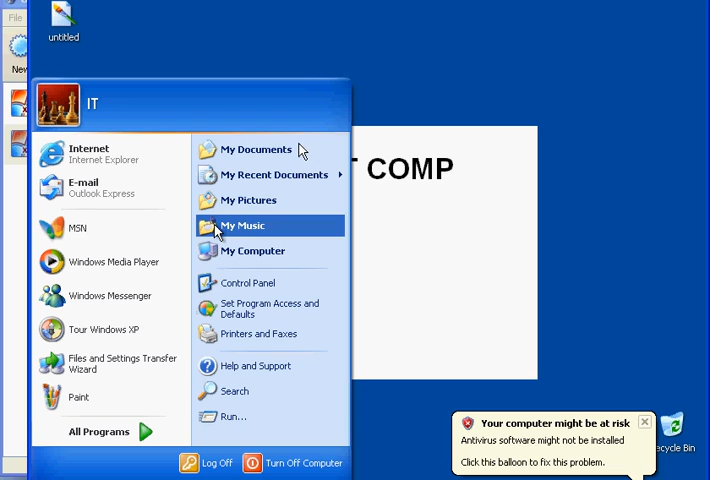 File
untitled
New
IT
Internet
Internet Explorer
E-mail
Outlook Express
MSN
Windows Media Player
Windows Messenger
Tour Windows XP
Files and Settings Transfer
Wizard
Paint
All Programs
My Documents
My Recent Documents
My Pictures
My Music
My Computer
Control Panel
Set Program Access and
Defaults
Printers and Faxes
Help and Support
Search
Run...
Log Off
Turn Off Computer
COMP
Your computer might be at risk
Antivirus software might not be installed
Click this balloon to fix this problem.
ecycle Bin